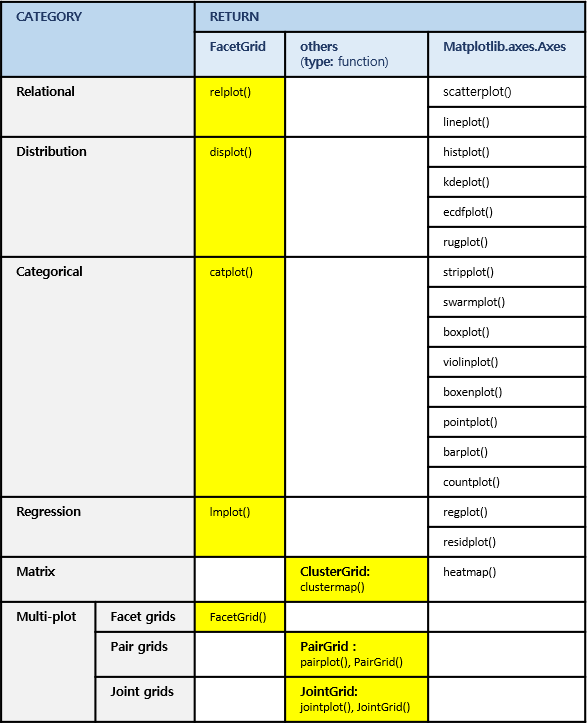 CATEGORY
RETURN
FacetGrid
others
(type: function)
Matplotlib.axes.Axes
Relational
relplot()
scatterplot()
lineplot()
Distribution
displot()
histplot()
kdeplot()
ecdfplot()
rugplot()
Categorical
catplot()
stripplot()
swarmplot()
boxplot()
violinplot()
boxenplot()
pointplot()
barplot()
countplot()
Regression
lmplot()
regplot()
residplot()
Matrix
ClusterGrid:
clustermap()
heatmap()
Multi-plot
Facet grids
FacetGrid()
Pair grids
PairGrid :
pairplot(), PairGrid()
Joint grids
JointGrid:
jointplot(), JointGrid()